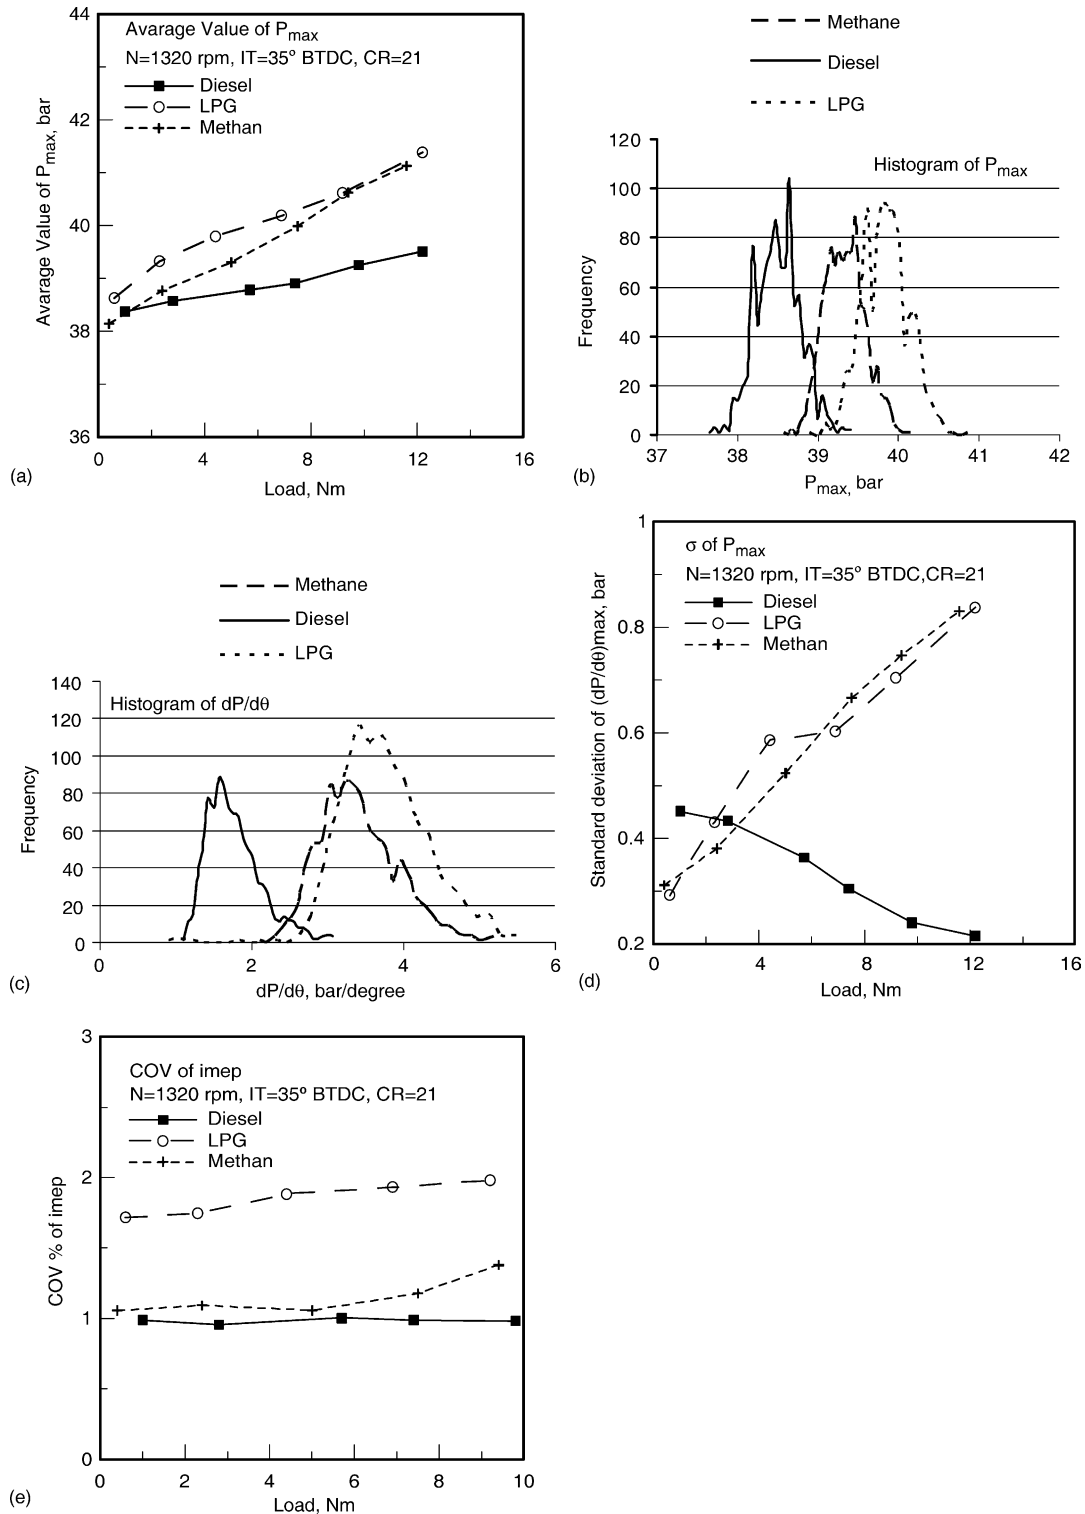 44
42
40
38
36
Avarage Value of Pmax, bar
Avarage Value of Pmax
N=1320 rpm, IT=35º BTDC, CR=21
Diesel
LPG
Methan
0 4 8 12 16
Load, Nm
(a)
Methane
Diesel
LPG
120
100
80
60
40
20
0
Frequency
Histogram of Pmax
37 38 39 40 41 42
Pmax, bar
(b)
Methane
Diesel
LPG
140
120
100
80
60
40
20
0
Frequency
Histogram of dP/dθ
0 2 4 6
dP/dθ, bar/degree
(c)
1
0.8
0.6
0.4
0.2
Standard deviation of (dP/dθ)max, bar
σ of Pmax
N=1320 rpm, IT=35º BTDC,CR=21
Diesel
LPG
Methan
0 4 8 12 16
Load, Nm
(d)
3
2
1
0
COV % of imep
COV of imep
N=1320 rpm, IT=35º BTDC, CR=21
Diesel
LPG
Methan
0 2 4 6 8 10
Load, Nm
(e)